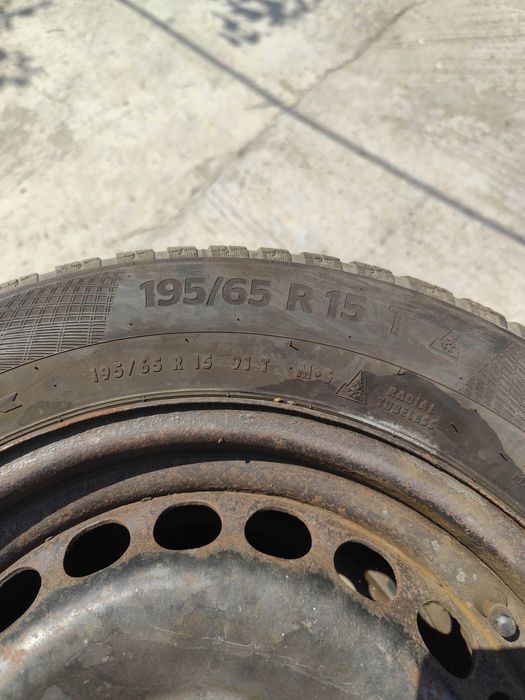 195/65 R 15 T
195/65 R 15 91 T M·S
RADIAL
TUBELESS